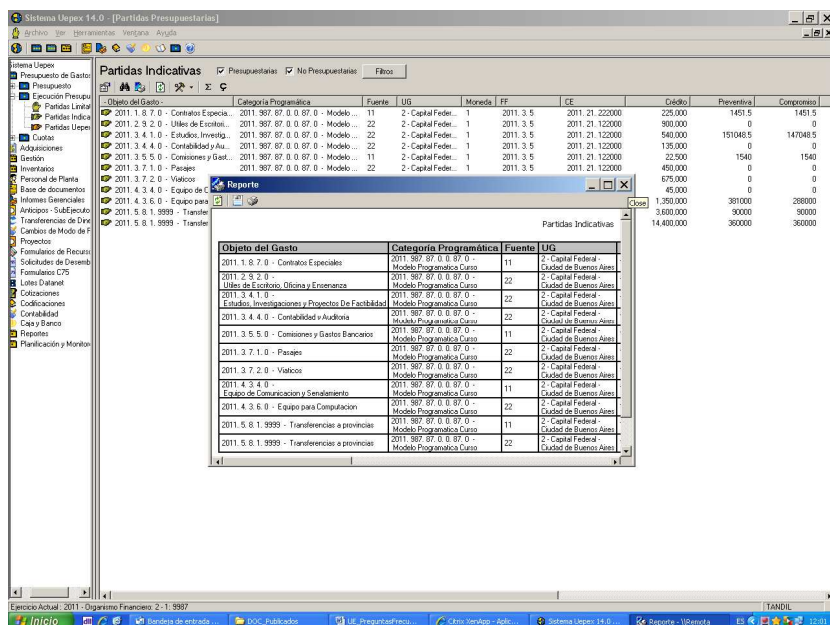 Sistema Uepex 14.0 - [Partidas Presupuestarias]
Archivo Ver Herramientas Ventana Ayuda
Sistema Uepex
Presupuesto de Gastos
Presupuesto
Ejecución Presupu
Partidas Limital
Partidas Indica
Partidas Uepex
Cuotas
Adquisiciones
Gestión
Inventarios
Personal de Planta
Base de documentos
Informes Gerenciales
Anticipos - SubEjecuto
Transferencias de Dine
Cambios de Modo de F
Proyectos
Formularios de Recurso
Solicitudes de Desemb
Formularios C75
Lotes Datanet
Cotizaciones
Codificaciones
Contabilidad
Caja y Banco
Reportes
Planificación y Monitore
Partidas Indicativas Presupuestarias No Presupuestarias Filtros
- Objeto del Gasto - Categoría Programática Fuente UG Moneda FF CE Crédito Preventiva Compromiso
2011. 1. 8. 7. 0 - Contratos Especia... 2011. 987. 87. 0. 0. 87. 0 - Modelo ... 11 2 - Capital Feder... 1 2011. 3. 5 2011. 21. 222000 225,000 1451.5 1451.5
2011. 2. 9. 2. 0 - Utiles de Escritori... 2011. 987. 87. 0. 0. 87. 0 - Modelo ... 22 2 - Capital Feder... 1 2011. 3. 5 2011. 21. 122000 900,000 0 0
2011. 3. 4. 1. 0 - Estudios, Investig... 2011. 987. 87. 0. 0. 87. 0 - Modelo ... 22 2 - Capital Feder... 1 2011. 3. 5 2011. 21. 122000 540,000 151048.5 147048.5
2011. 3. 4. 4. 0 - Contabilidad y Au... 2011. 987. 87. 0. 0. 87. 0 - Modelo ... 22 2 - Capital Feder... 1 2011. 3. 5 2011. 21. 122000 135,000 0 0
2011. 3. 5. 5. 0 - Comisiones y Gast... 2011. 987. 87. 0. 0. 87. 0 - Modelo ... 11 2 - Capital Feder... 1 2011. 3. 5 2011. 21. 122000 22,500 1540 1540
2011. 3. 7. 1. 0 - Pasajes 2011. 987. 87. 0. 0. 87. 0 - Modelo ... 22 2 - Capital Feder... 1 2011. 3. 5 2011. 21. 122000 450,000 0 0
2011. 3. 7. 2. 0 - Viaticos 675,000 0 0
2011. 4. 3. 4. 0 - Equipo de C 45,000 0 0
2011. 4. 3. 6. 0 - Equipo para 1,350,000 381000 288000
2011. 5. 8. 1. 9999 - Transfer 3,600,000 90000 90000
2011. 5. 8. 1. 9999 - Transfer 14,400,000 360000 360000
Reporte
Close
Partidas Indicativas
Objeto del Gasto Categoría Programática Fuente UG
2011. 1. 8. 7. 0 - Contratos Especiales 2011. 987. 87. 0. 0. 87. 0 - Modelo Programatica Curso 11 2 - Capital Federal - Ciudad de Buenos Aires
2011. 2. 9. 2. 0 - Utiles de Escritorio, Oficina y Ensenanza 2011. 987. 87. 0. 0. 87. 0 - Modelo Programatica Curso 22 2 - Capital Federal - Ciudad de Buenos Aires
2011. 3. 4. 1. 0 - Estudios, Investigaciones y Proyectos De Factibilidad 2011. 987. 87. 0. 0. 87. 0 - Modelo Programatica Curso 22 2 - Capital Federal - Ciudad de Buenos Aires
2011. 3. 4. 4. 0 - Contabilidad y Auditoria 2011. 987. 87. 0. 0. 87. 0 - Modelo Programatica Curso 22 2 - Capital Federal - Ciudad de Buenos Aires
2011. 3. 5. 5. 0 - Comisiones y Gastos Bancarios 2011. 987. 87. 0. 0. 87. 0 - Modelo Programatica Curso 11 2 - Capital Federal - Ciudad de Buenos Aires
2011. 3. 7. 1. 0 - Pasajes 2011. 987. 87. 0. 0. 87. 0 - Modelo Programatica Curso 22 2 - Capital Federal - Ciudad de Buenos Aires
2011. 3. 7. 2. 0 - Viaticos 2011. 987. 87. 0. 0. 87. 0 - Modelo Programatica Curso 22 2 - Capital Federal - Ciudad de Buenos Aires
2011. 4. 3. 4. 0 - Equipo de Comunicacion y Senalamiento 2011. 987. 87. 0. 0. 87. 0 - Modelo Programatica Curso 11 2 - Capital Federal - Ciudad de Buenos Aires
2011. 4. 3. 6. 0 - Equipo para Computacion 2011. 987. 87. 0. 0. 87. 0 - Modelo Programatica Curso 22 2 - Capital Federal - Ciudad de Buenos Aires
2011. 5. 8. 1. 9999 - Transferencias a provincias 2011. 987. 87. 0. 0. 87. 0 - Modelo Programatica Curso 11 2 - Capital Federal - Ciudad de Buenos Aires
2011. 5. 8. 1. 9999 - Transferencias a provincias 2011. 987. 87. 0. 0. 87. 0 - Modelo Programatica Curso 22 2 - Capital Federal - Ciudad de Buenos Aires
Ejercicio Actual : 2011 - Organismo Financiero: 2 - 1: 9987 TANDIL
Inicio Bandeja de entrada ... DOC_Publicados UE_PreguntasFrecu... Citrix XenApp - Aplic... Sistema Uepex 14.0 ... Reporte - \\Remota ES 12:01